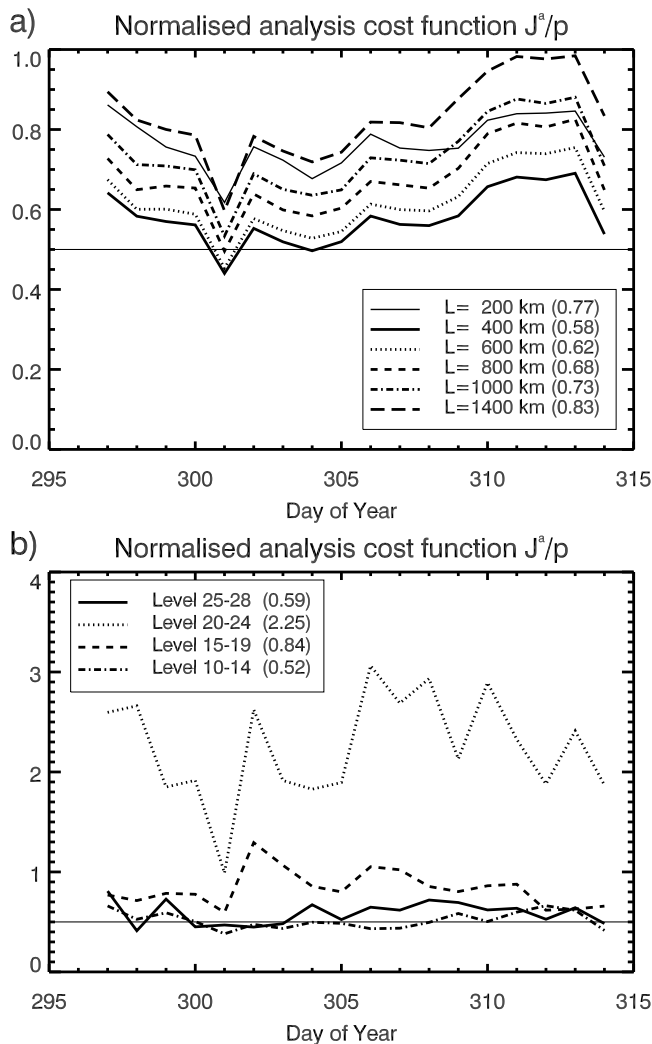 a) Normalised analysis cost function Jᵃ/p
1.0
0.8
0.6
0.4
0.2
0.0
L= 200 km (0.77)
L= 400 km (0.58)
L= 600 km (0.62)
L= 800 km (0.68)
L=1000 km (0.73)
L=1400 km (0.83)
295 300 305 310 315
Day of Year
b) Normalised analysis cost function Jᵃ/p
4
3
2
1
0
Level 25-28 (0.59)
Level 20-24 (2.25)
Level 15-19 (0.84)
Level 10-14 (0.52)
295 300 305 310 315
Day of Year